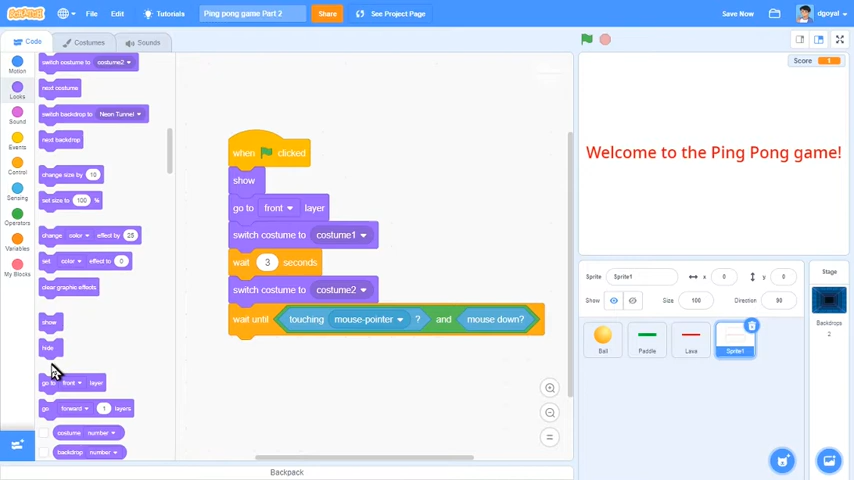 SCRATCH File Edit Tutorials Ping pong game Part 2 Share See Project Page Save Now dgoyal
Code Costumes Sounds
Motion
Looks
Sound
Events
Control
Sensing
Operators
Variables
My Blocks
switch costume to costume2
next costume
switch backdrop to Neon Tunnel
next backdrop
change size by 10
set size to 100 %
change color effect by 25
set color effect to 0
clear graphic effects
show
hide
go to front layer
go forward 1 layers
costume number
backdrop number
when clicked
show
go to front layer
switch costume to costume1
wait 3 seconds
switch costume to costume2
wait until touching mouse-pointer ? and mouse down?
Backpack
Score 1
Welcome to the Ping Pong game!
Sprite Sprite1 x 0 y 0
Show Size 100 Direction 90
Ball Paddle Lava Sprite1
Stage
Backdrops
2